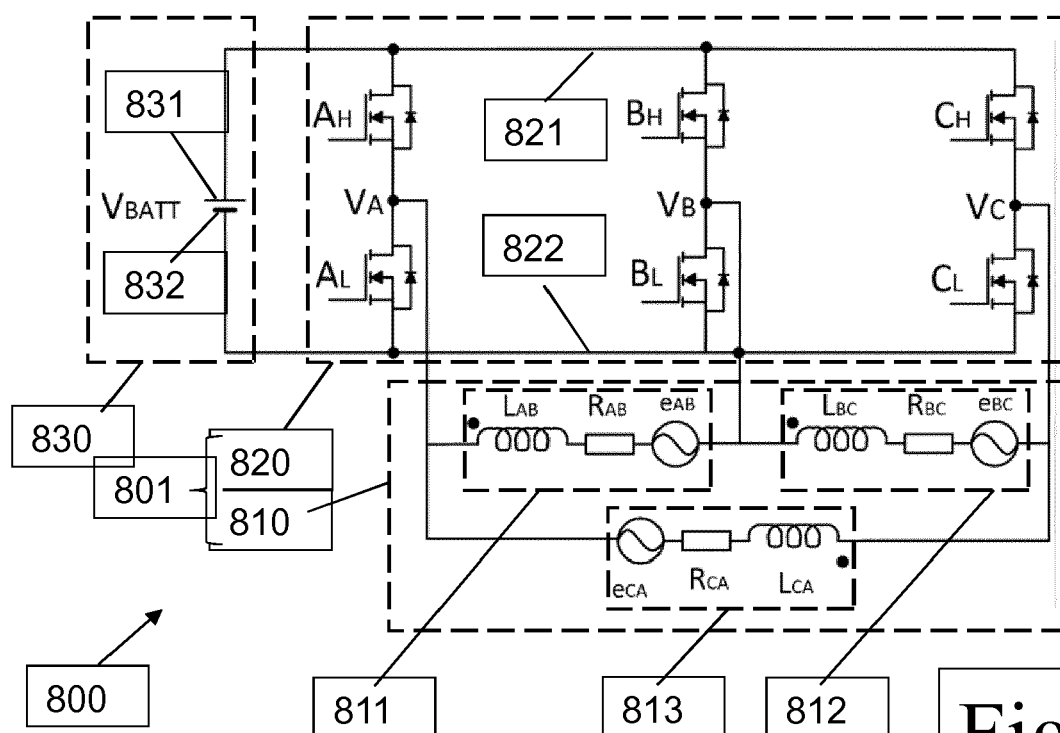 831
AH
821
BH
CH
VBATT
VA
VB
VC
832
AL
822
BL
CL
830
820
801
810
LAB RAB eAB
LBC RBC eBC
eCA RCA LCA
800
811
813
812
Fig